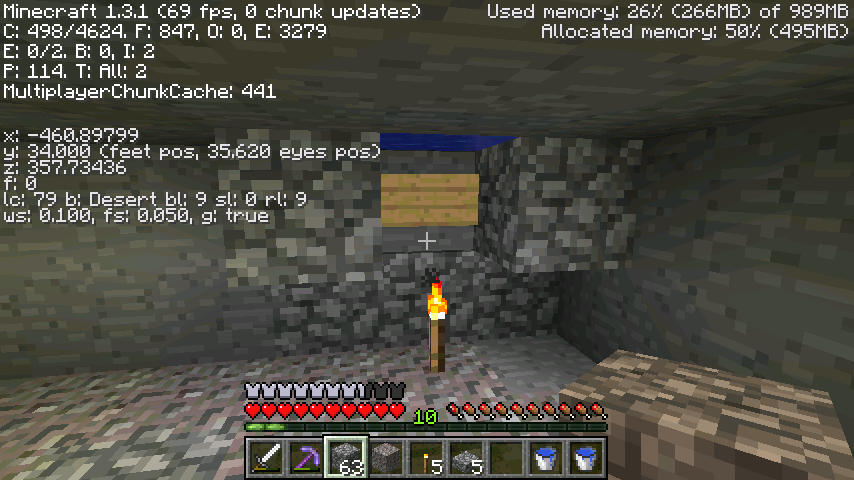 Minecraft 1.3.1 (69 fps, 0 chunk updates)
C: 498/4624, F: 847, O: 0, E: 3279
E: 0/2. B: 0, I: 2
P: 114. T: All: 2
MultiplayerChunkCache: 441
Used memory: 26% (266MB) of 989MB
Allocated memory: 50% (495MB)
x: -460.89799
y: 34.000 (feet pos, 35.620 eyes pos)
z: 357.73436
f: 0
lc: 79 b: Desert bl: 9 sl: 0 rl: 9
ws: 0.100, fs: 0.050, g: true
10
63
5
5